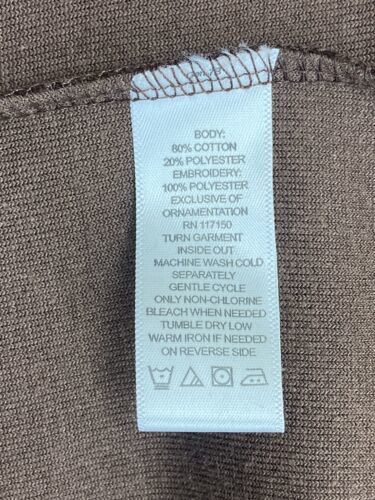 BODY:
80% COTTON
20% POLYESTER
EMBROIDERY:
100% POLYESTER
EXCLUSIVE OF
ORNAMENTATION
RN 117150
TURN GARMENT
INSIDE OUT
MACHINE WASH COLD
SEPARATELY
GENTLE CYCLE
ONLY NON-CHLORINE
BLEACH WHEN NEEDED
TUMBLE DRY LOW
WARM IRON IF NEEDED
ON REVERSE SIDE